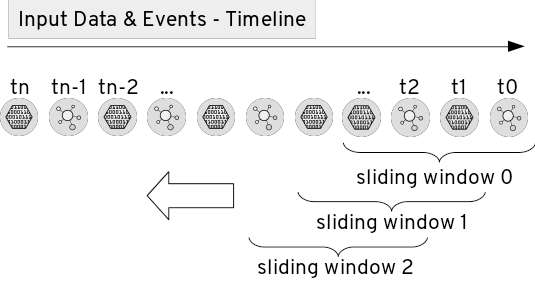 Input Data & Events - Timeline
tn tn-1 tn-2 ... ... t2 t1 t0
sliding window 0
sliding window 1
sliding window 2